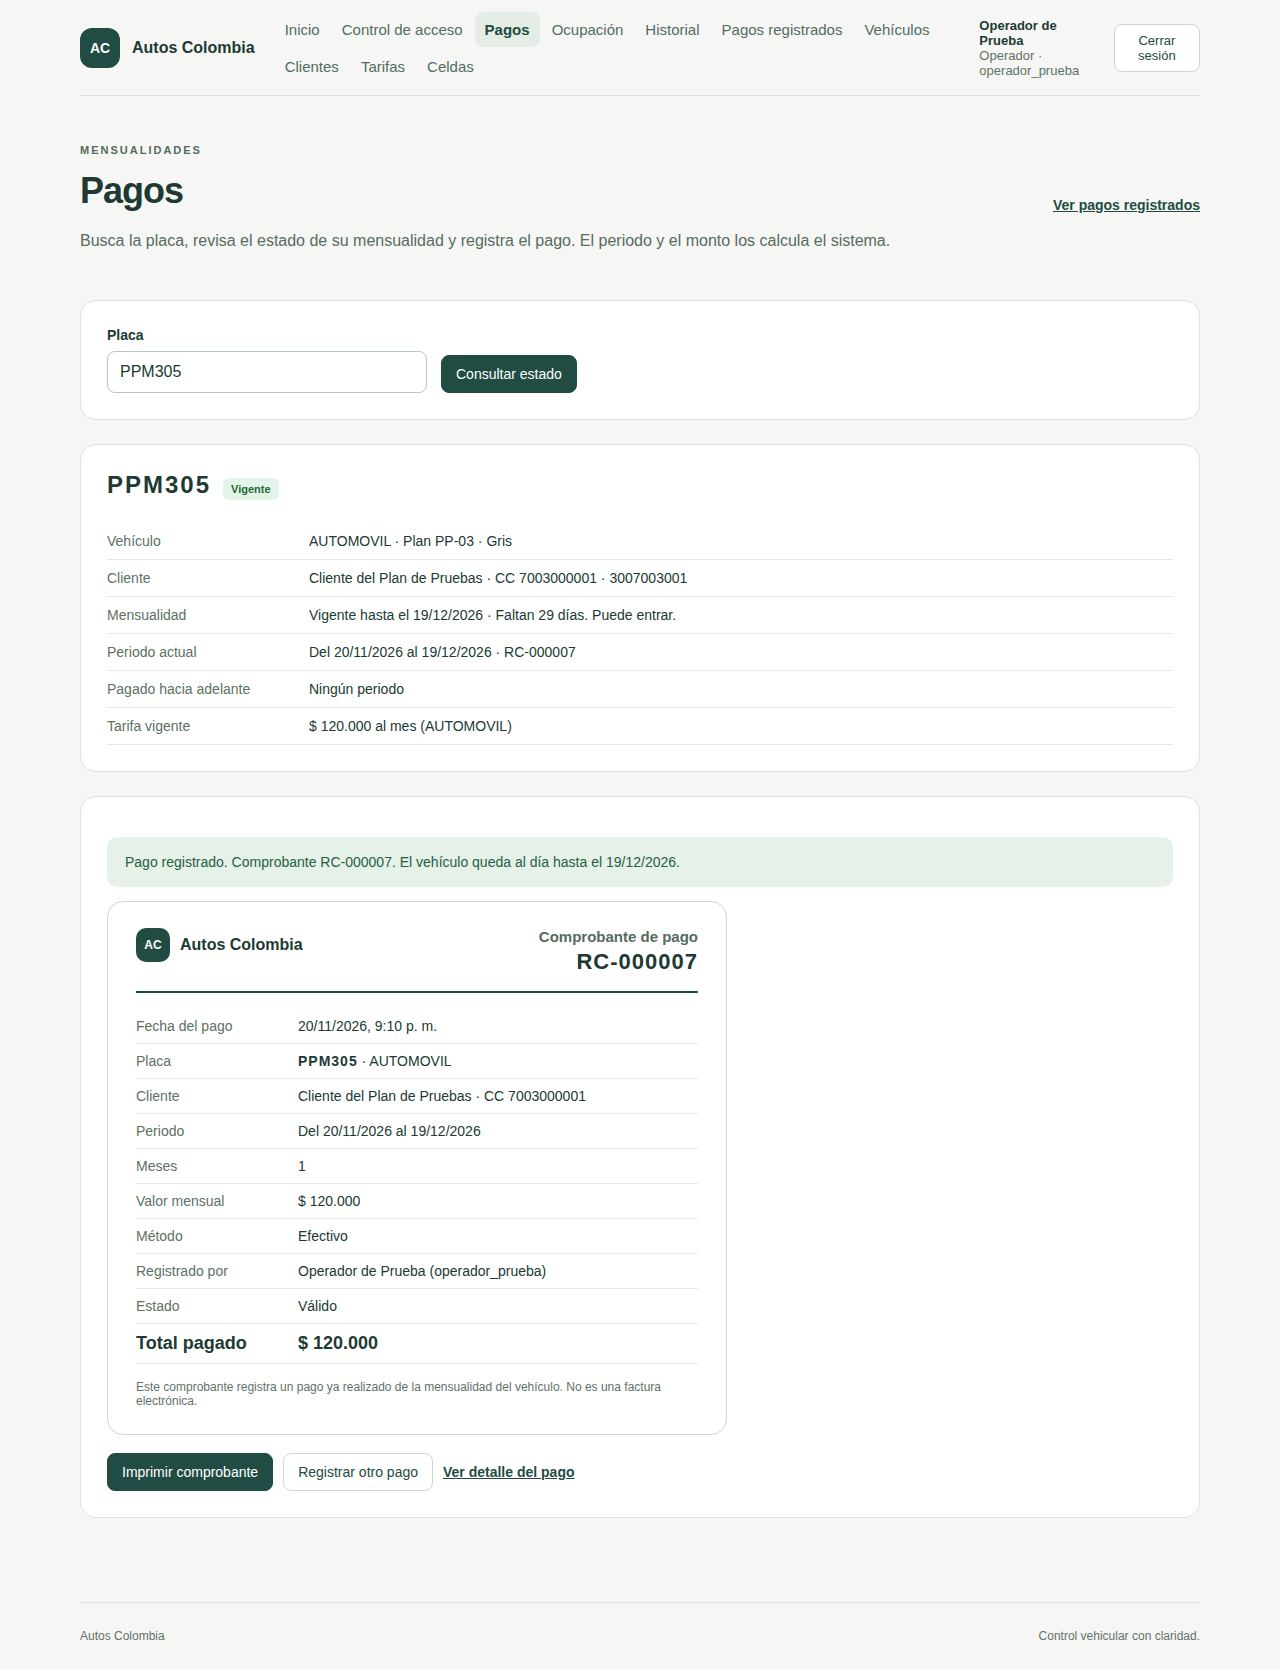 AC
Autos Colombia
Inicio Control de acceso Pagos Ocupación Historial Pagos registrados Vehículos
Clientes Tarifas Celdas
Operador de
Prueba
Operador ·
operador_prueba
Cerrar
sesión
MENSUALIDADES
Pagos
Ver pagos registrados
Busca la placa, revisa el estado de su mensualidad y registra el pago. El periodo y el monto los calcula el sistema.
Placa
PPM305
Consultar estado
PPM305 Vigente
Vehículo AUTOMOVIL · Plan PP-03 · Gris
Cliente Cliente del Plan de Pruebas · CC 7003000001 · 3007003001
Mensualidad Vigente hasta el 19/12/2026 · Faltan 29 días. Puede entrar.
Periodo actual Del 20/11/2026 al 19/12/2026 · RC-000007
Pagado hacia adelante Ningún periodo
Tarifa vigente $ 120.000 al mes (AUTOMOVIL)
Pago registrado. Comprobante RC-000007. El vehículo queda al día hasta el 19/12/2026.
AC
Autos Colombia
Comprobante de pago
RC-000007
Fecha del pago 20/11/2026, 9:10 p. m.
Placa PPM305 · AUTOMOVIL
Cliente Cliente del Plan de Pruebas · CC 7003000001
Periodo Del 20/11/2026 al 19/12/2026
Meses 1
Valor mensual $ 120.000
Método Efectivo
Registrado por Operador de Prueba (operador_prueba)
Estado Válido
Total pagado $ 120.000
Este comprobante registra un pago ya realizado de la mensualidad del vehículo. No es una factura
electrónica.
Imprimir comprobante Registrar otro pago Ver detalle del pago
Autos Colombia
Control vehicular con claridad.